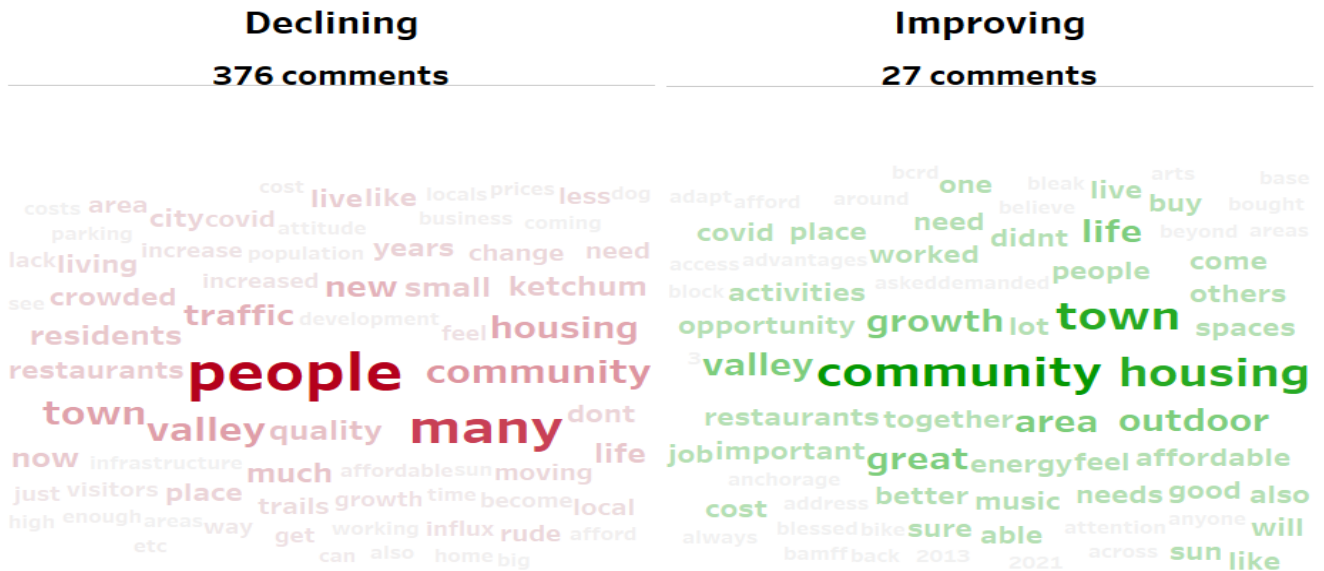 Declining
376 comments
cost live like locals prices less dog
costs area city covid attitude business coming
parking
increase population years change need
lack living
increased new small ketchum
see crowded
traffic development feel housing
residents
restaurants people community
town valley quality many dont
now infrastructure much affordable sun moving life
just visitors place trails growth time become local
high enough areas way get working influx rude afford
etc can also home big
Improving
27 comments
bcrd one bleak live arts base
adapt afford around believe buy bought
covid place need didnt life beyond areas
access advantages worked people come
block activities askeddemanded others
opportunity growth lot town spaces
3 valley community housing
restaurants together area outdoor
job important great energy feel affordable
anchorage
cost address better music needs good also
always blessed bike sure able attention anyone will
bamff back 2013 2021 across sun like